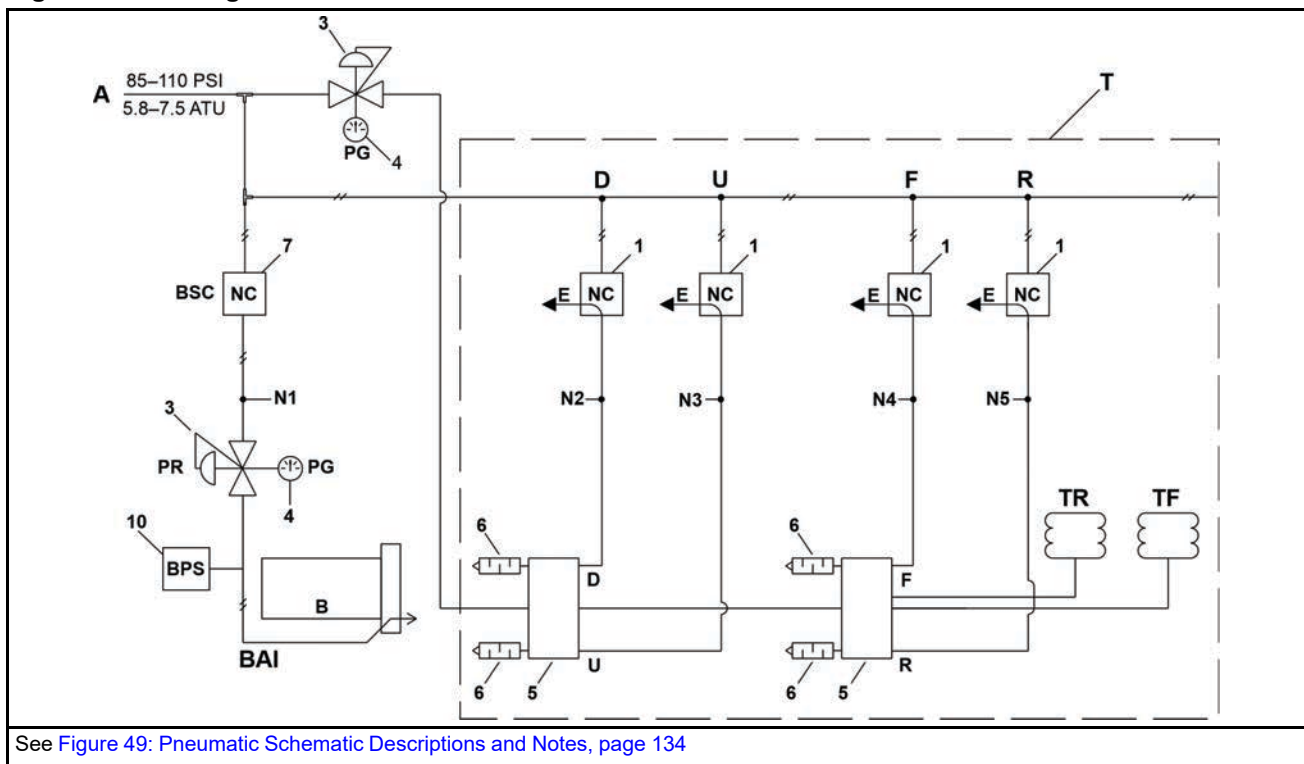 3
A
85–110 PSI
5.8–7.5 ATU
PG
4
T
D
U
F
R
7
1
1
1
1
BSC
NC
E
NC
E
NC
E
NC
E
NC
N1
N2
N3
N4
N5
3
PR
PG
4
TR
TF
10
BPS
6
6
D
F
B
BAI
U
R
6
5
6
5
See Figure 49: Pneumatic Schematic Descriptions and Notes, page 134